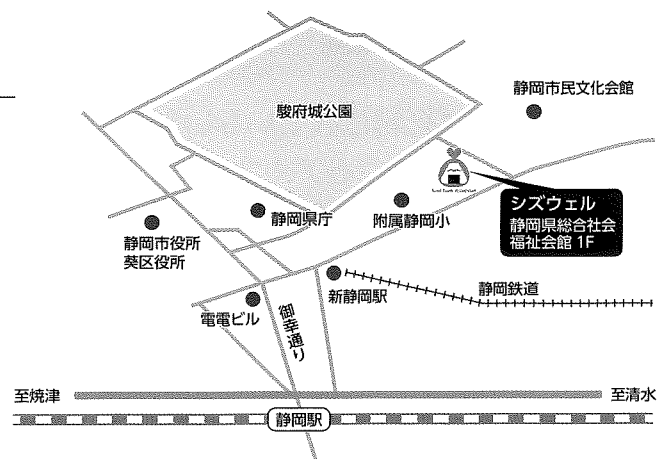 静岡市民文化会館
駿府城公園
シズウェル
静岡県総合社会
福祉会館 1F
静岡県庁
附属静岡小
静岡市役所
葵区役所
新静岡駅
静岡鉄道
電電ビル
御幸通り
至焼津
至清水
静岡駅